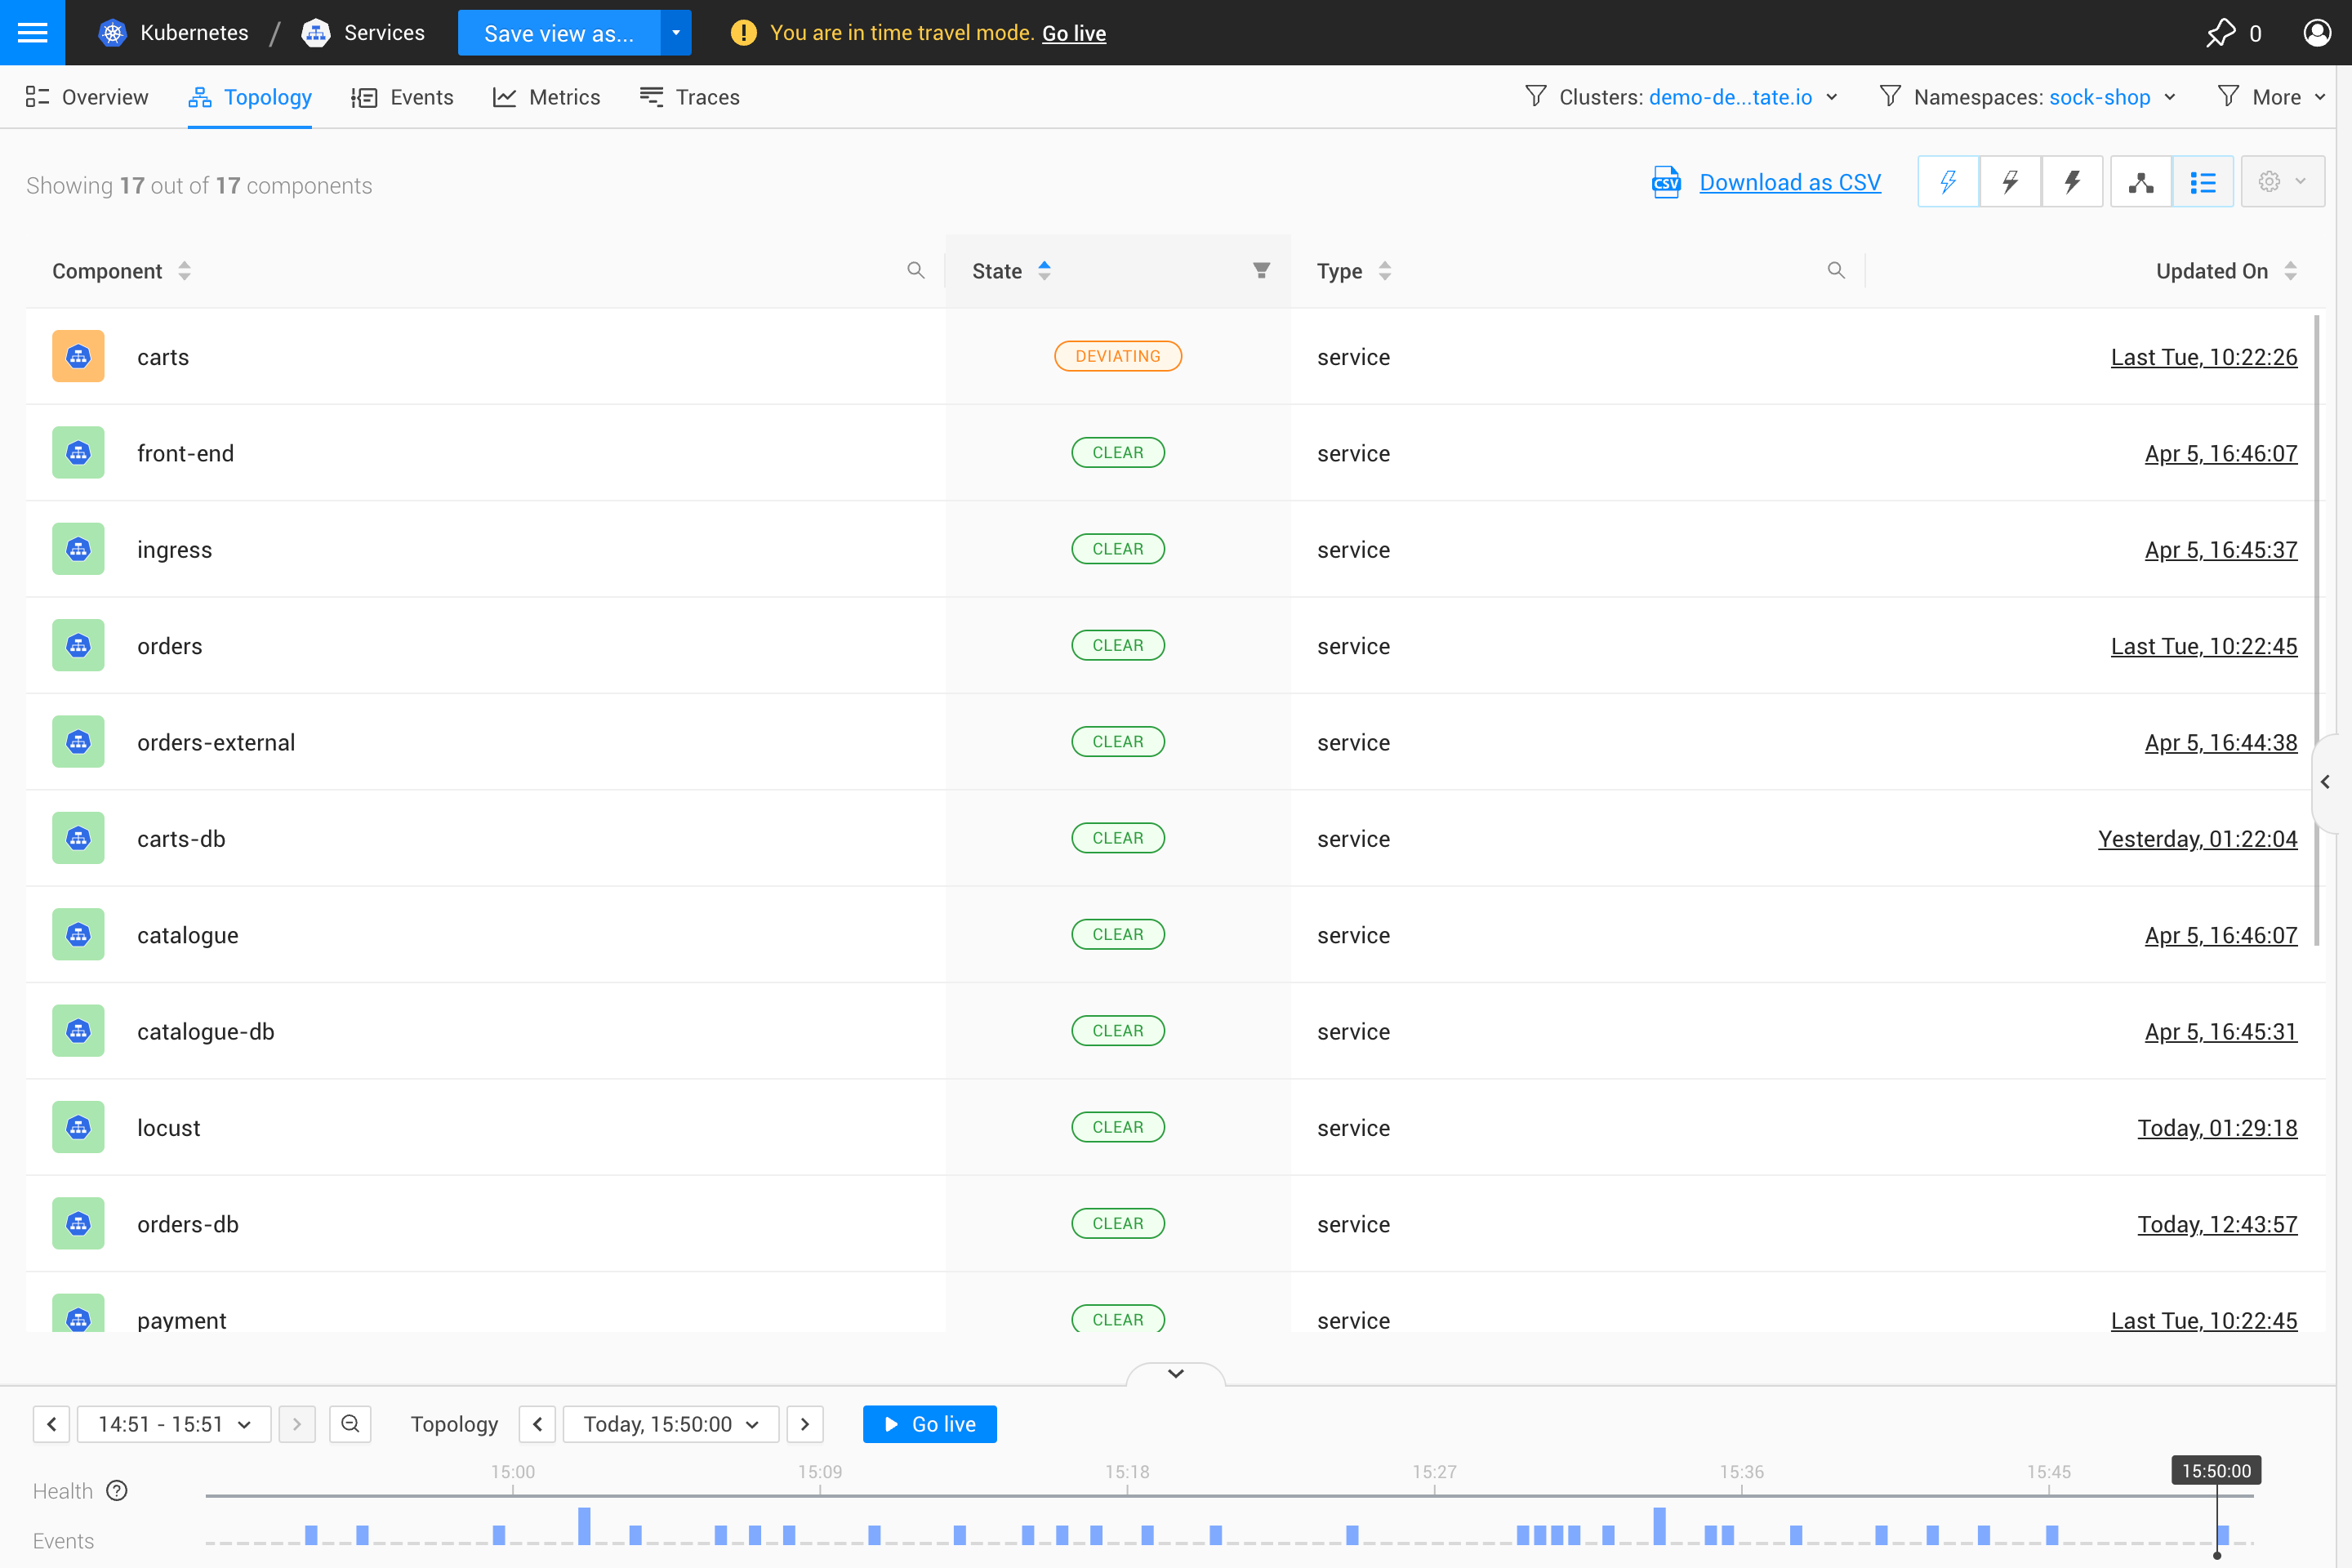 Kubernetes / Services Save view as... You are in time travel mode. Go live 0
Overview Topology Events Metrics Traces Clusters: demo-de...tate.io Namespaces: sock-shop More
Showing 17 out of 17 components CSV Download as CSV
Component State Type Updated On
carts DEVIATING service Last Tue, 10:22:26
front-end CLEAR service Apr 5, 16:46:07
ingress CLEAR service Apr 5, 16:45:37
orders CLEAR service Last Tue, 10:22:45
orders-external CLEAR service Apr 5, 16:44:38
carts-db CLEAR service Yesterday, 01:22:04
catalogue CLEAR service Apr 5, 16:46:07
catalogue-db CLEAR service Apr 5, 16:45:31
locust CLEAR service Today, 01:29:18
orders-db CLEAR service Today, 12:43:57
payment CLEAR service Last Tue, 10:22:45
14:51 - 15:51 Topology Today, 15:50:00 Go live
15:00 15:09 15:18 15:27 15:36 15:45 15:50:00
Health ?
Events